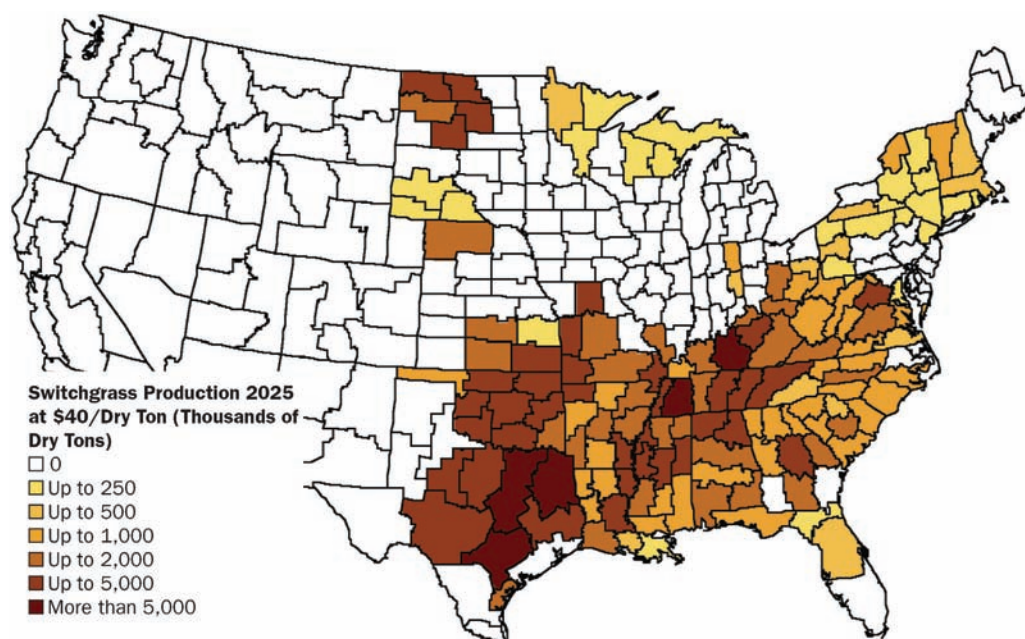 Switchgrass Production 2025
at $40/Dry Ton (Thousands of
Dry Tons)
0
Up to 250
Up to 500
Up to 1,000
Up to 2,000
Up to 5,000
More than 5,000